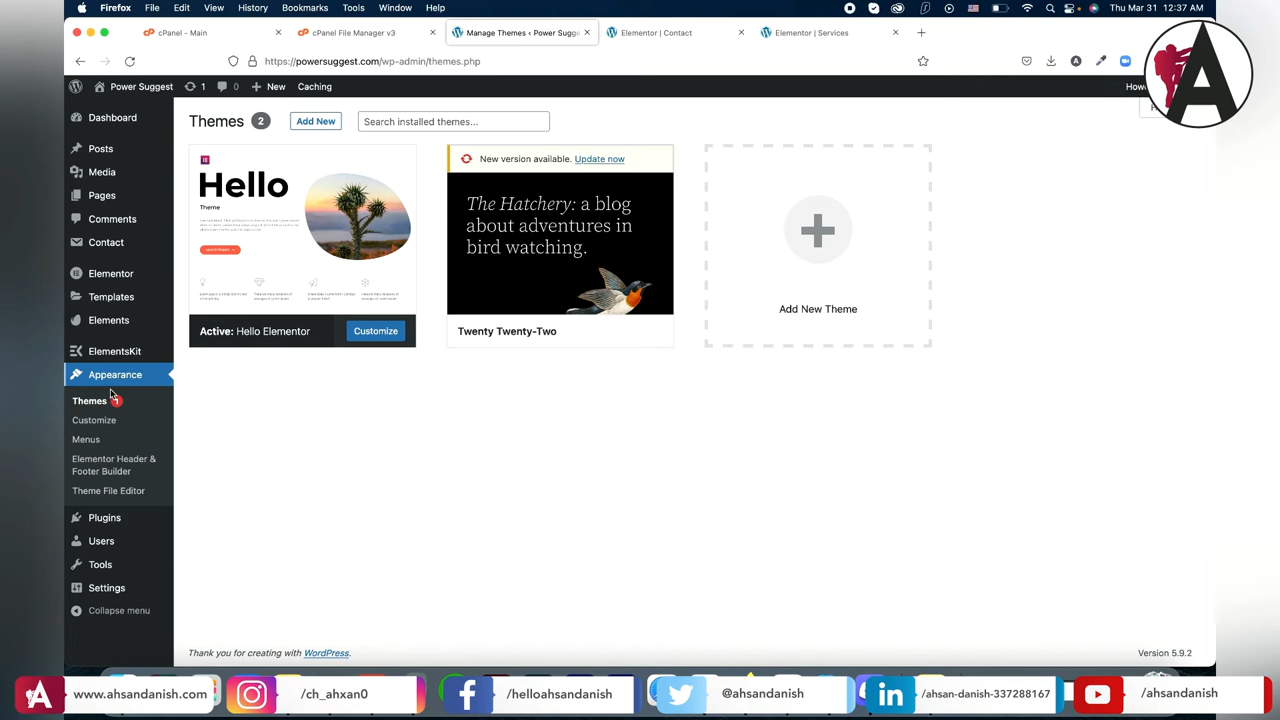 Firefox File Edit View History Bookmarks Tools Window Help
Thu Mar 31 12:37 AM
cPanel - Main
cPanel File Manager v3
Manage Themes ‹ Power Sugge
Elementor | Contact
Elementor | Services
https://powersuggest.com/wp-admin/themes.php
Power Suggest 1 0 New Caching
Howd
A
Dashboard
Posts
Media
Pages
Comments
Contact
Elementor
Templates
Elements
ElementsKit
Appearance
Themes 1
Customize
Menus
Elementor Header &
Footer Builder
Theme File Editor
Plugins
Users
Tools
Settings
Collapse menu
Themes 2 Add New Search installed themes...
Hello
Theme
Active: Hello Elementor Customize
New version available. Update now
The Hatchery: a blog
about adventures in
bird watching.
Twenty Twenty-Two
Add New Theme
Thank you for creating with WordPress.
Version 5.9.2
www.ahsandanish.com
/ch_ahxan0
/helloahsandanish
@ahsandanish
/ahsan-danish-337288167
/ahsandanish